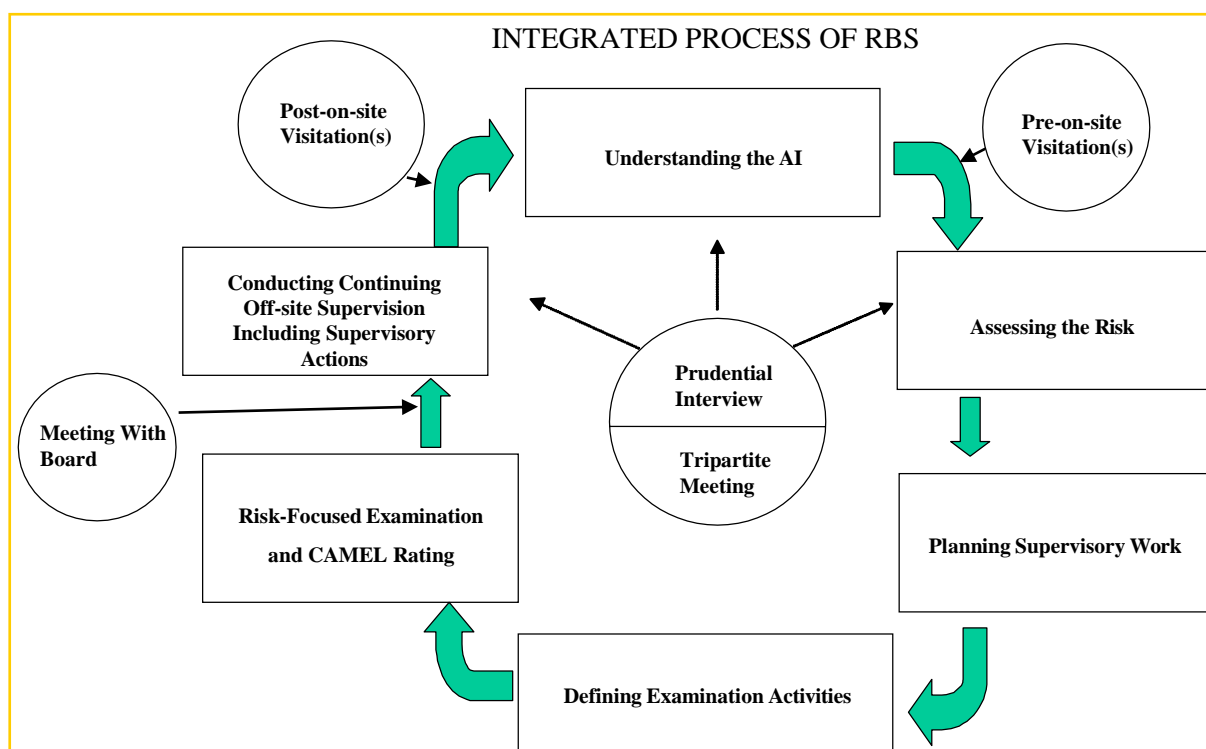 INTEGRATED PROCESS OF RBS
Post-on-site
Visitation(s)
Understanding the AI
Pre-on-site
Visitation(s)
Conducting Continuing
Off-site Supervision
Including Supervisory
Actions
Assessing the Risk
Prudential
Interview
Tripartite
Meeting
Meeting With
Board
Risk-Focused Examination
and CAMEL Rating
Planning Supervisory Work
Defining Examination Activities